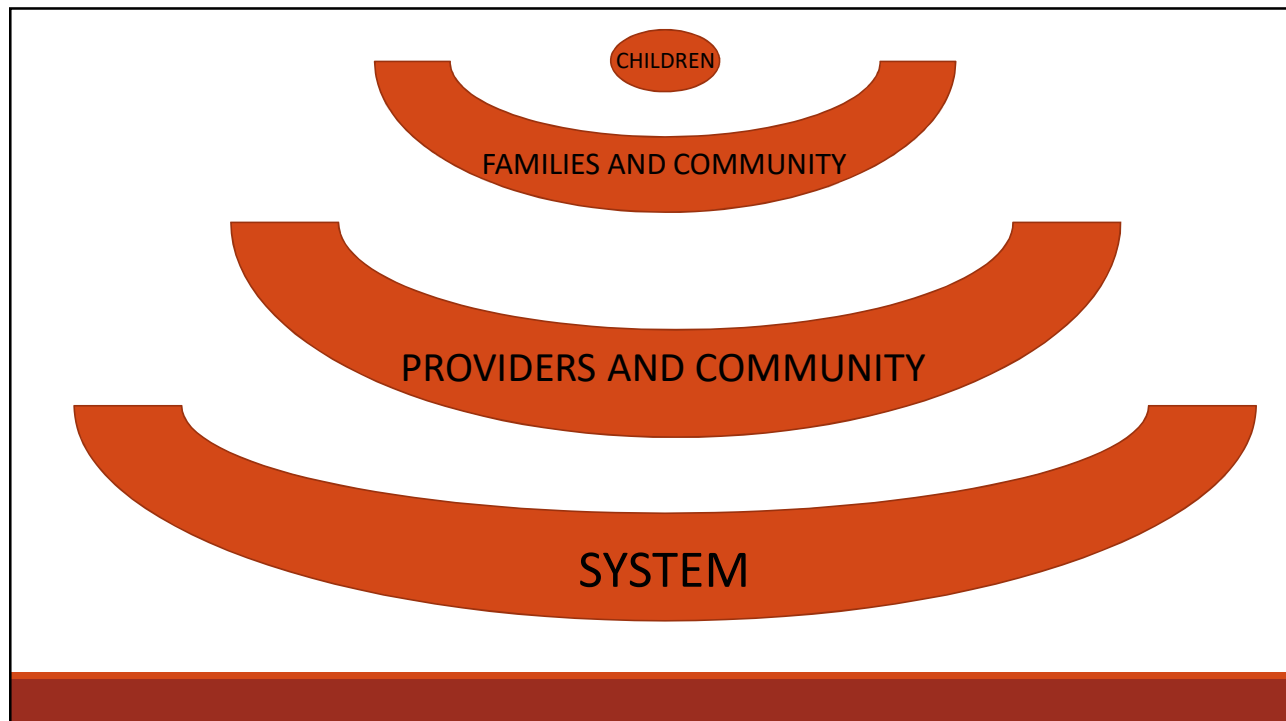 CHILDREN
FAMILIES AND COMMUNITY
PROVIDERS AND COMMUNITY
SYSTEM